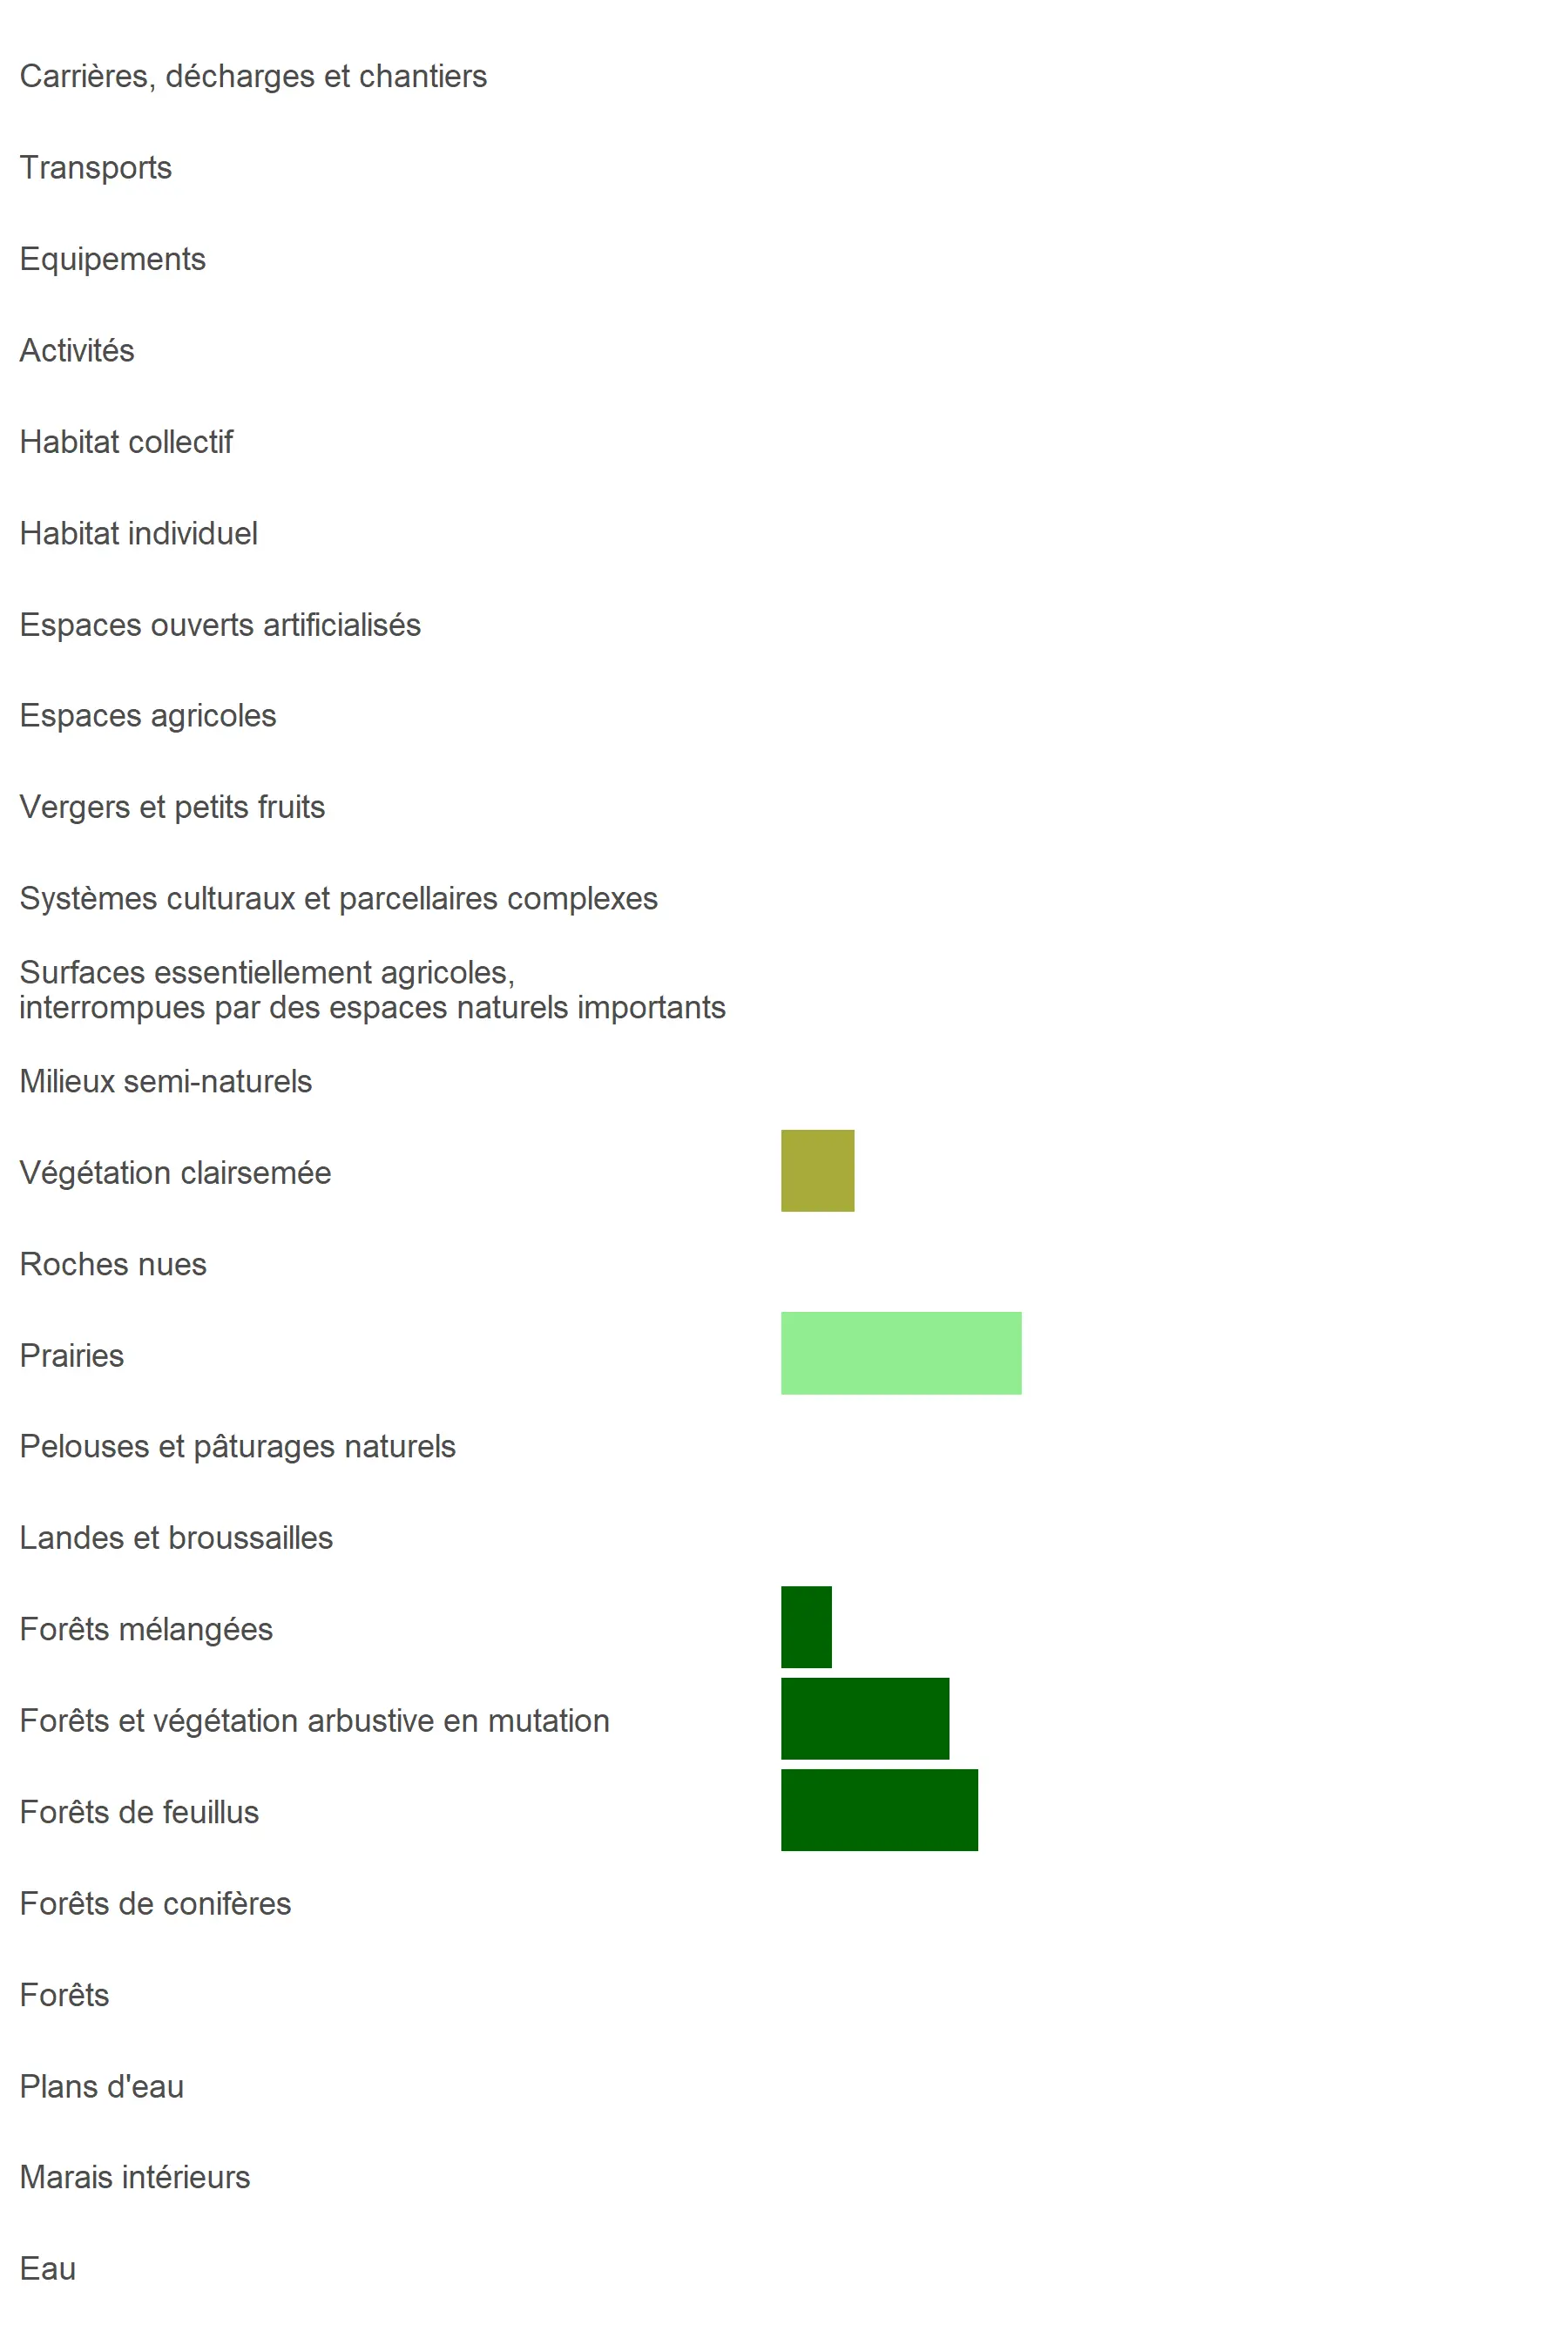 Carrières, décharges et chantiers
Transports
Equipements
Activités
Habitat collectif
Habitat individuel
Espaces ouverts artificialisés
Espaces agricoles
Vergers et petits fruits
Systèmes culturaux et parcellaires complexes
Surfaces essentiellement agricoles,
interrompues par des espaces naturels importants
Milieux semi-naturels
Végétation clairsemée
Roches nues
Prairies
Pelouses et pâturages naturels
Landes et broussailles
Forêts mélangées
Forêts et végétation arbustive en mutation
Forêts de feuillus
Forêts de conifères
Forêts
Plans d'eau
Marais intérieurs
Eau